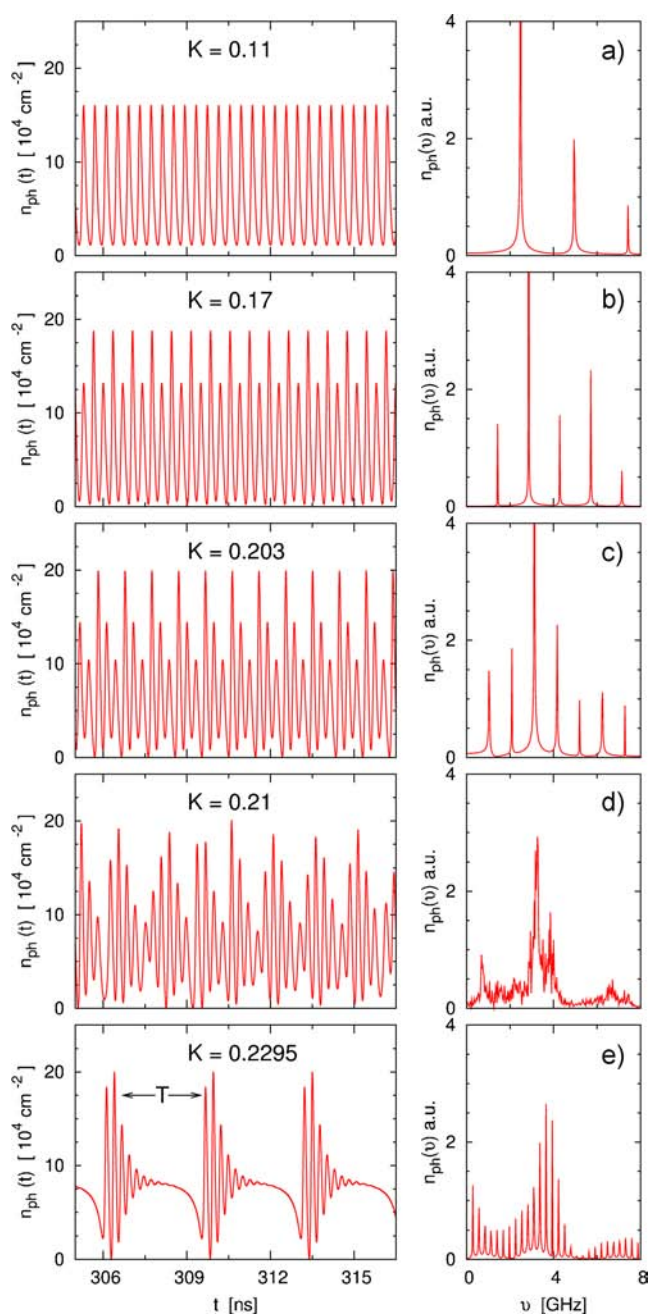 K = 0.11
a)
25
20
15
10
5
0
n_ph (t) [ 10^4 cm^-2 ]
4
2
0
n_ph(υ) a.u.
K = 0.17
b)
20
10
0
n_ph (t) [ 10^4 cm^-2 ]
4
2
0
n_ph(υ) a.u.
K = 0.203
c)
20
10
0
n_ph (t) [ 10^4 cm^-2 ]
4
2
0
n_ph(υ) a.u.
K = 0.21
d)
20
10
0
n_ph (t) [ 10^4 cm^-2 ]
4
2
0
n_ph(υ) a.u.
K = 0.2295
e)
T
20
10
0
n_ph (t) [ 10^4 cm^-2 ]
4
2
0
n_ph(υ) a.u.
306 309 312 315
0 4 8
t [ns]
υ [GHz]